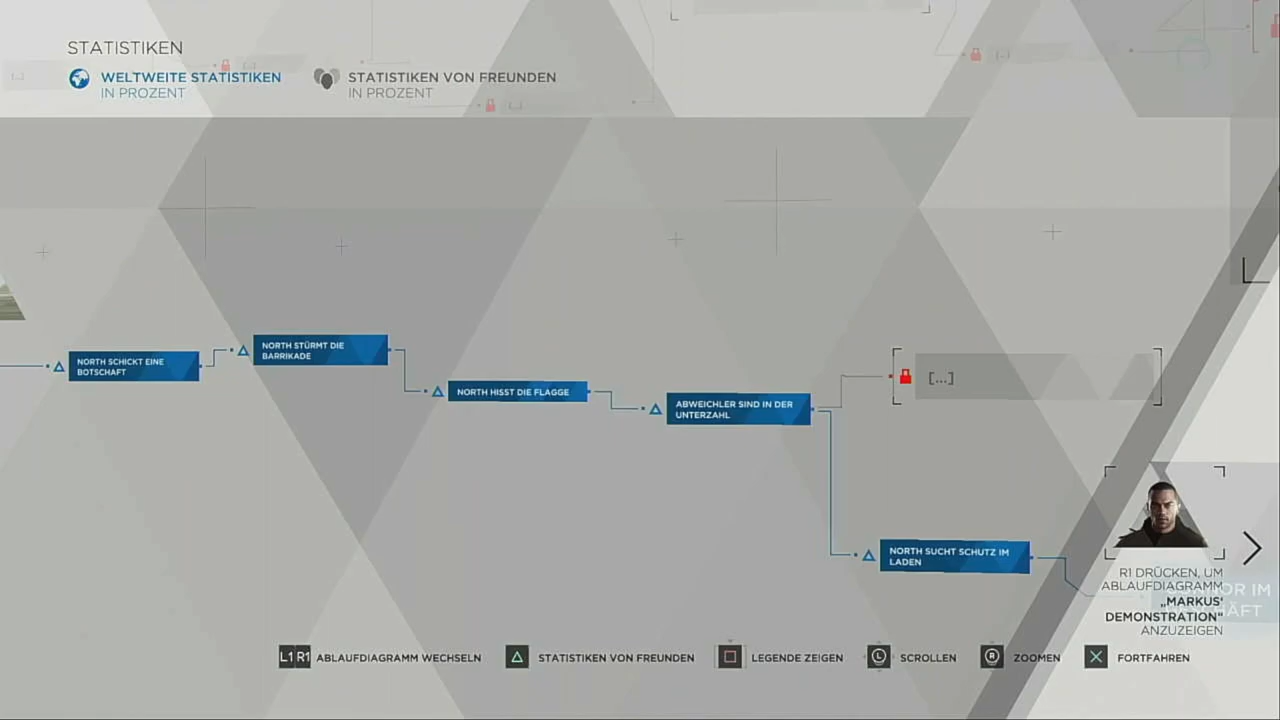 STATISTIKEN
WELTWEITE STATISTIKEN
IN PROZENT
STATISTIKEN VON FREUNDEN
IN PROZENT
NORTH SCHICKT EINE
BOTSCHAFT
NORTH STÜRMT DIE
BARRIKADE
NORTH HISST DIE FLAGGE
ABWEICHLER SIND IN DER
UNTERZAHL
[...]
NORTH SUCHT SCHUTZ IM
LADEN
R1 DRÜCKEN, UM
ABLAUFDIAGRAMM
„MARKUS'
DEMONSTRATION“
ANZUZEIGEN
L1 R1 ABLAUFDIAGRAMM WECHSELN
STATISTIKEN VON FREUNDEN
LEGENDE ZEIGEN
L SCROLLEN
R ZOOMEN
FORTFAHREN